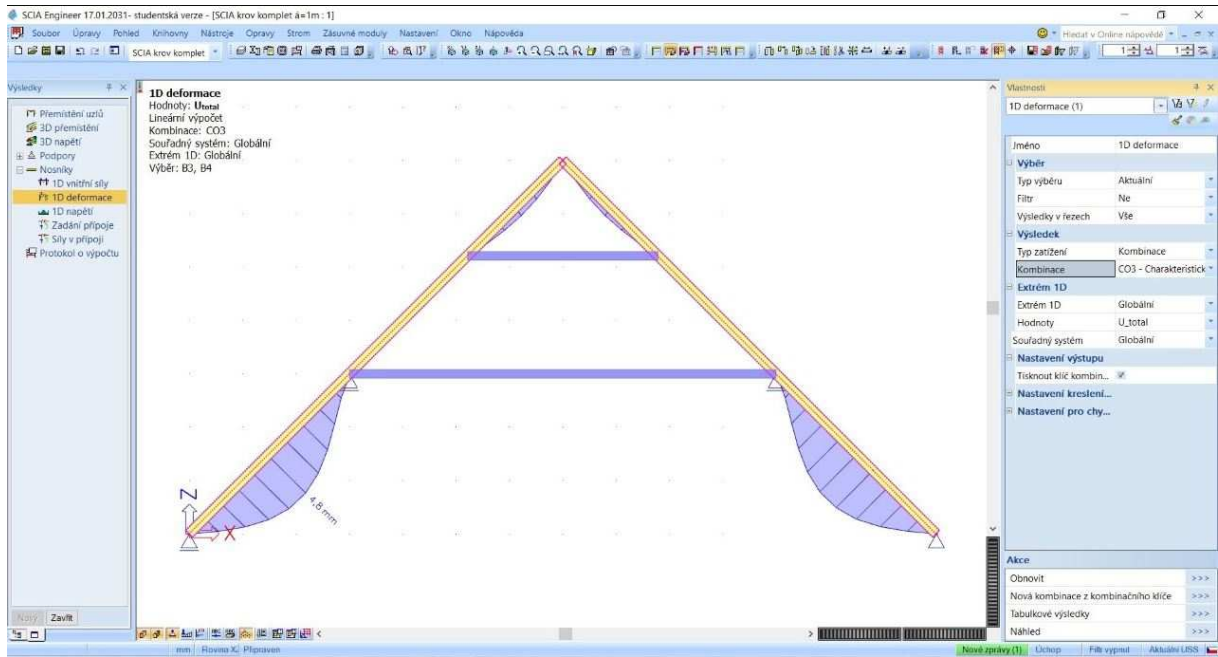 SCIA Engineer 17.01.2031- studentská verze - [SCIA krov komplet á=1m : 1]
Soubor Úpravy Pohled Knihovny Nástroje Opravy Strom Zásuvné moduly Nastavení Okno Nápověda
Hledat v Online nápovědě
SCIA krov komplet
1 1
Výsledky
Přemístění uzlů
3D přemístění
3D napětí
Podpory
Nosníky
1D vnitřní síly
1D deformace
1D napětí
Zadání přípoje
Síly v přípoji
Protokol o výpočtu
Nový Zavřít
1D deformace
Hodnoty: Utotal
Lineární výpočet
Kombinace: CO3
Souřadný systém: Globální
Extrém 1D: Globální
Výběr: B3, B4
Z
X
4,8 mm
Vlastnosti
1D deformace (1)
Jméno 1D deformace
Výběr
Typ výběru Aktuální
Filtr Ne
Výsledky v řezech Vše
Výsledek
Typ zatížení Kombinace
Kombinace CO3 - Charakteristick
Extrém 1D
Extrém 1D Globální
Hodnoty U_total
Souřadný systém Globální
Nastavení výstupu
Tisknout klíč kombin...
Nastavení kreslení...
Nastavení pro chy...
Akce
Obnovit >>>
Nová kombinace z kombinačního klíče >>>
Tabulkové výsledky >>>
Náhled >>>
mm Rovina XZ Připraven Nové zprávy (1) Úchop Filtr vypnut Aktuální USS